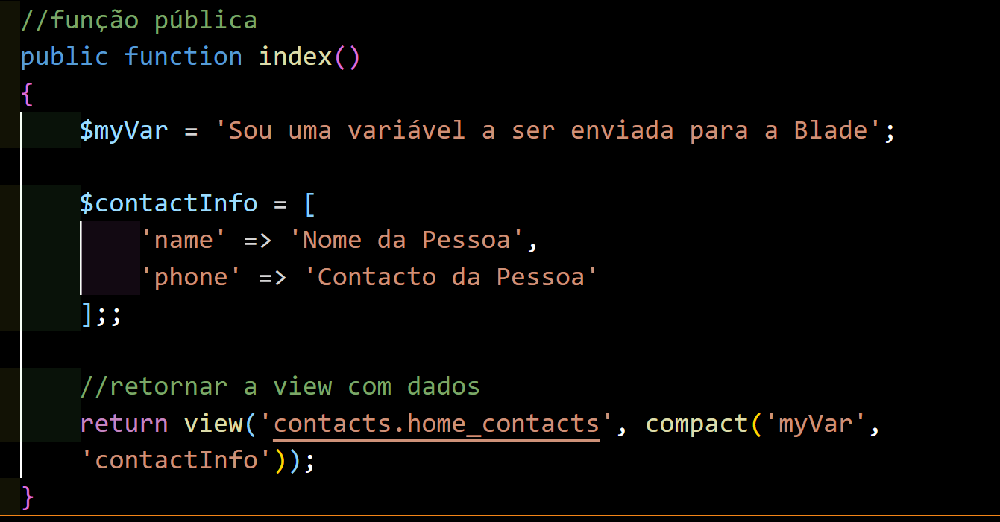 //função pública
public function index()
{
    $myVar = 'Sou uma variável a ser enviada para a Blade';
    $contactInfo = [
        'name' => 'Nome da Pessoa',
        'phone' => 'Contacto da Pessoa'
    ];;
    //retornar a view com dados
    return view('contacts.home_contacts', compact('myVar',
    'contactInfo'));
}